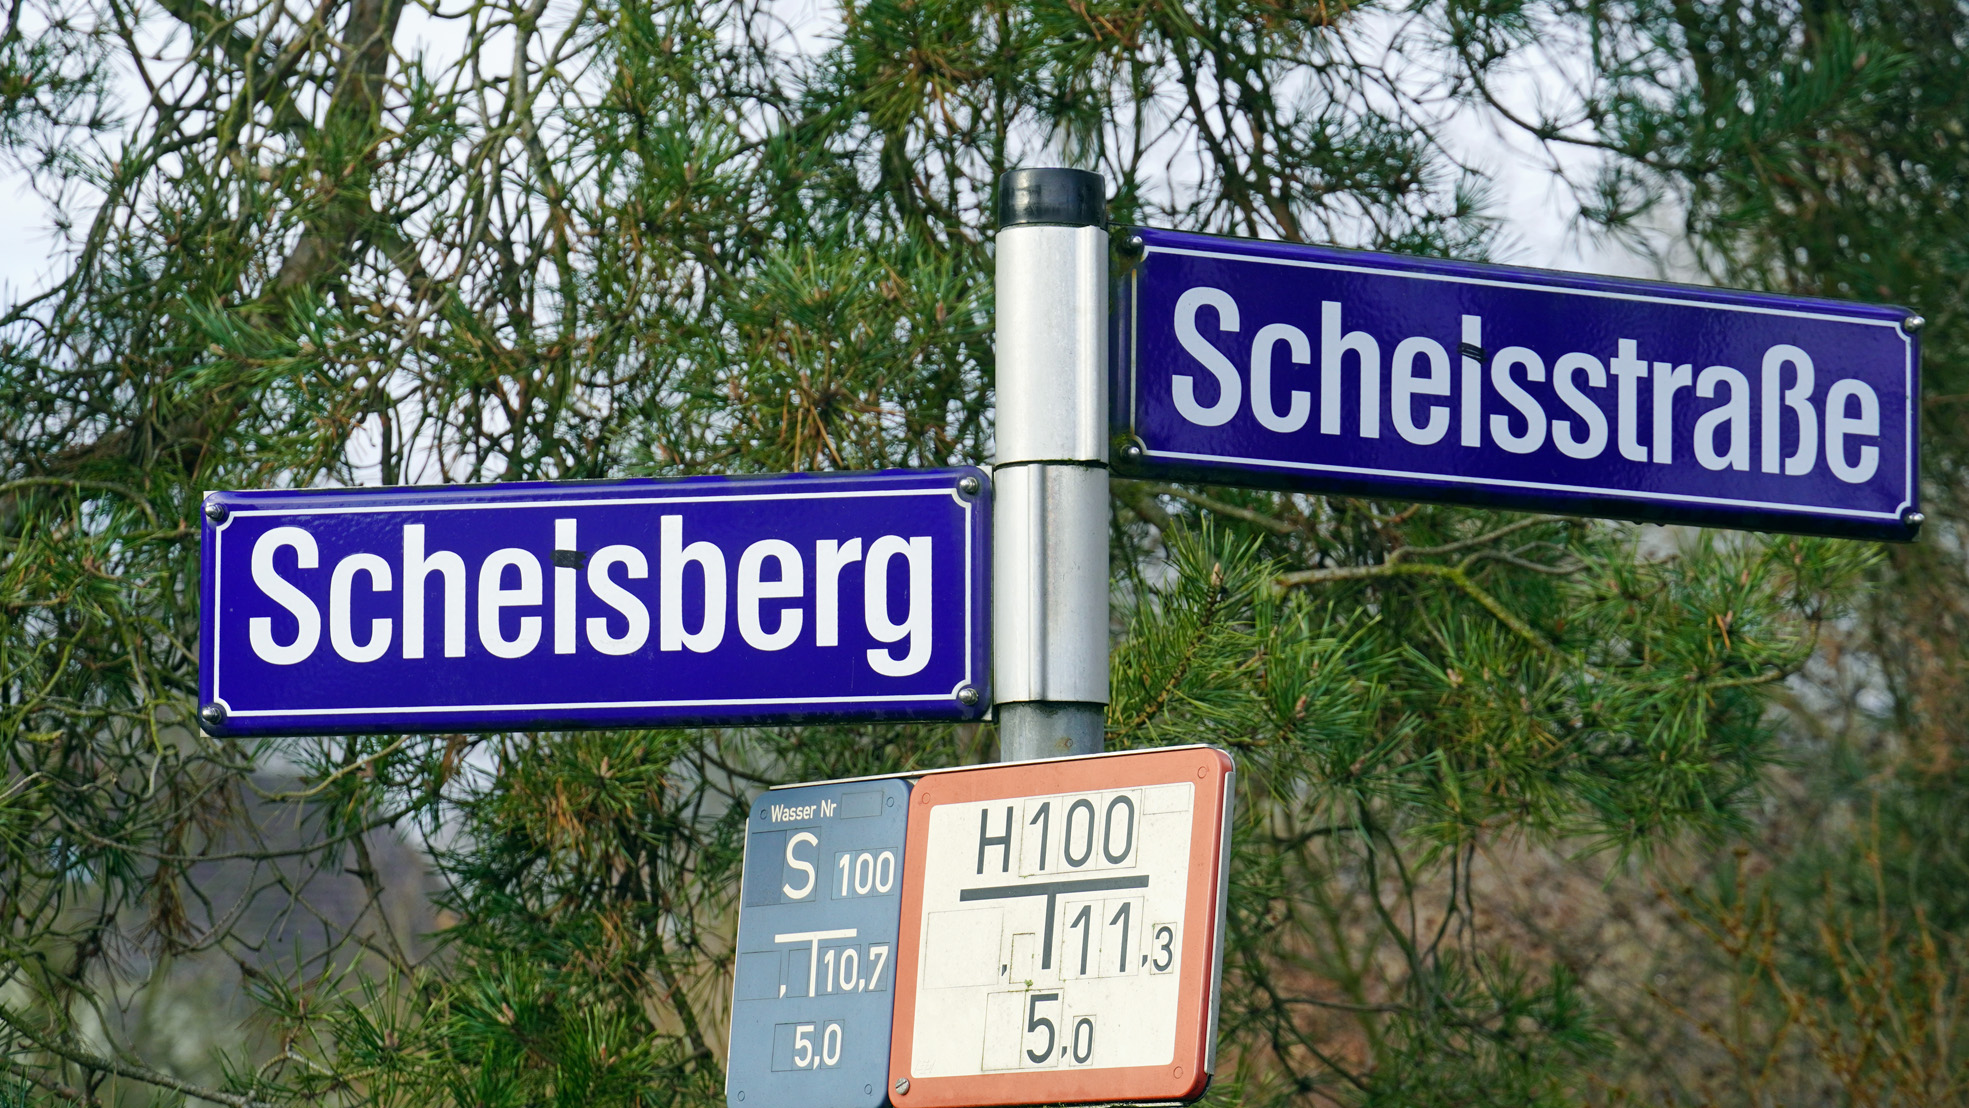 Scheisstraße
Scheisberg
Wasser Nr
S 100
, T 10,7
5,0
H100
, T 11,3
5,0